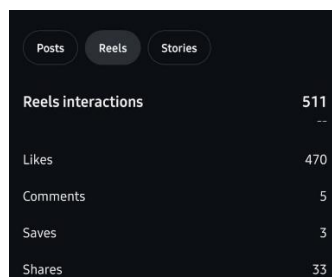 Posts Reels Stories
Reels interactions 511
--
Likes 470
Comments 5
Saves 3
Shares 33